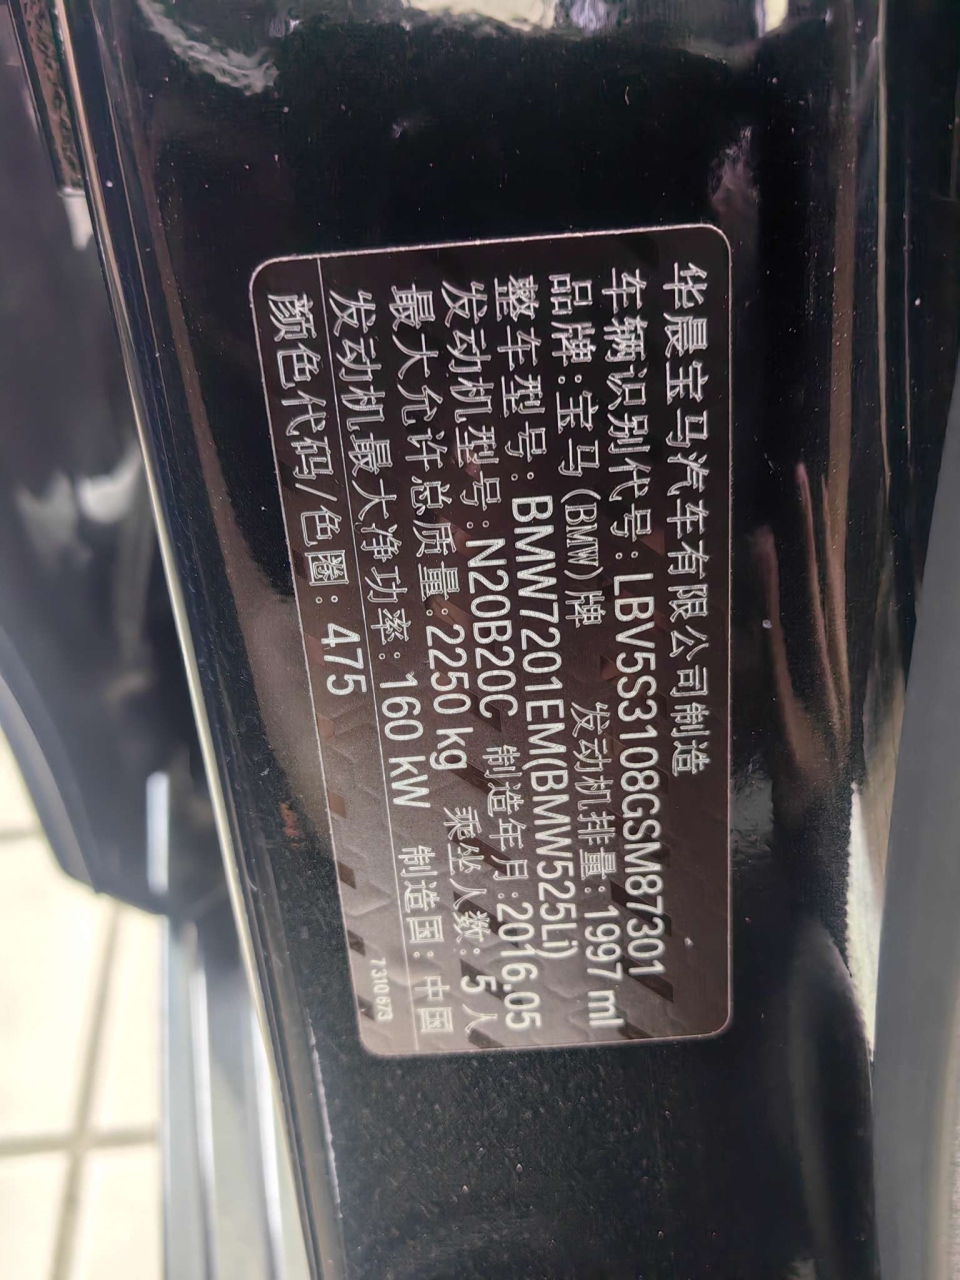 华晨宝马汽车有限公司制造
车辆识别代号:LBV5S3108GSM87301
品牌:宝马(BMW)牌 发动机排量:1997 ml
整车型号:BMW7201EM(BMW525Li)
发动机型号:N20B20C 制造年月:2016.05
最大允许总质量:2250 kg 乘坐人数:5人
发动机最大净功率:160 kW 制造国:中国
颜色代码/色圈:475 7310673